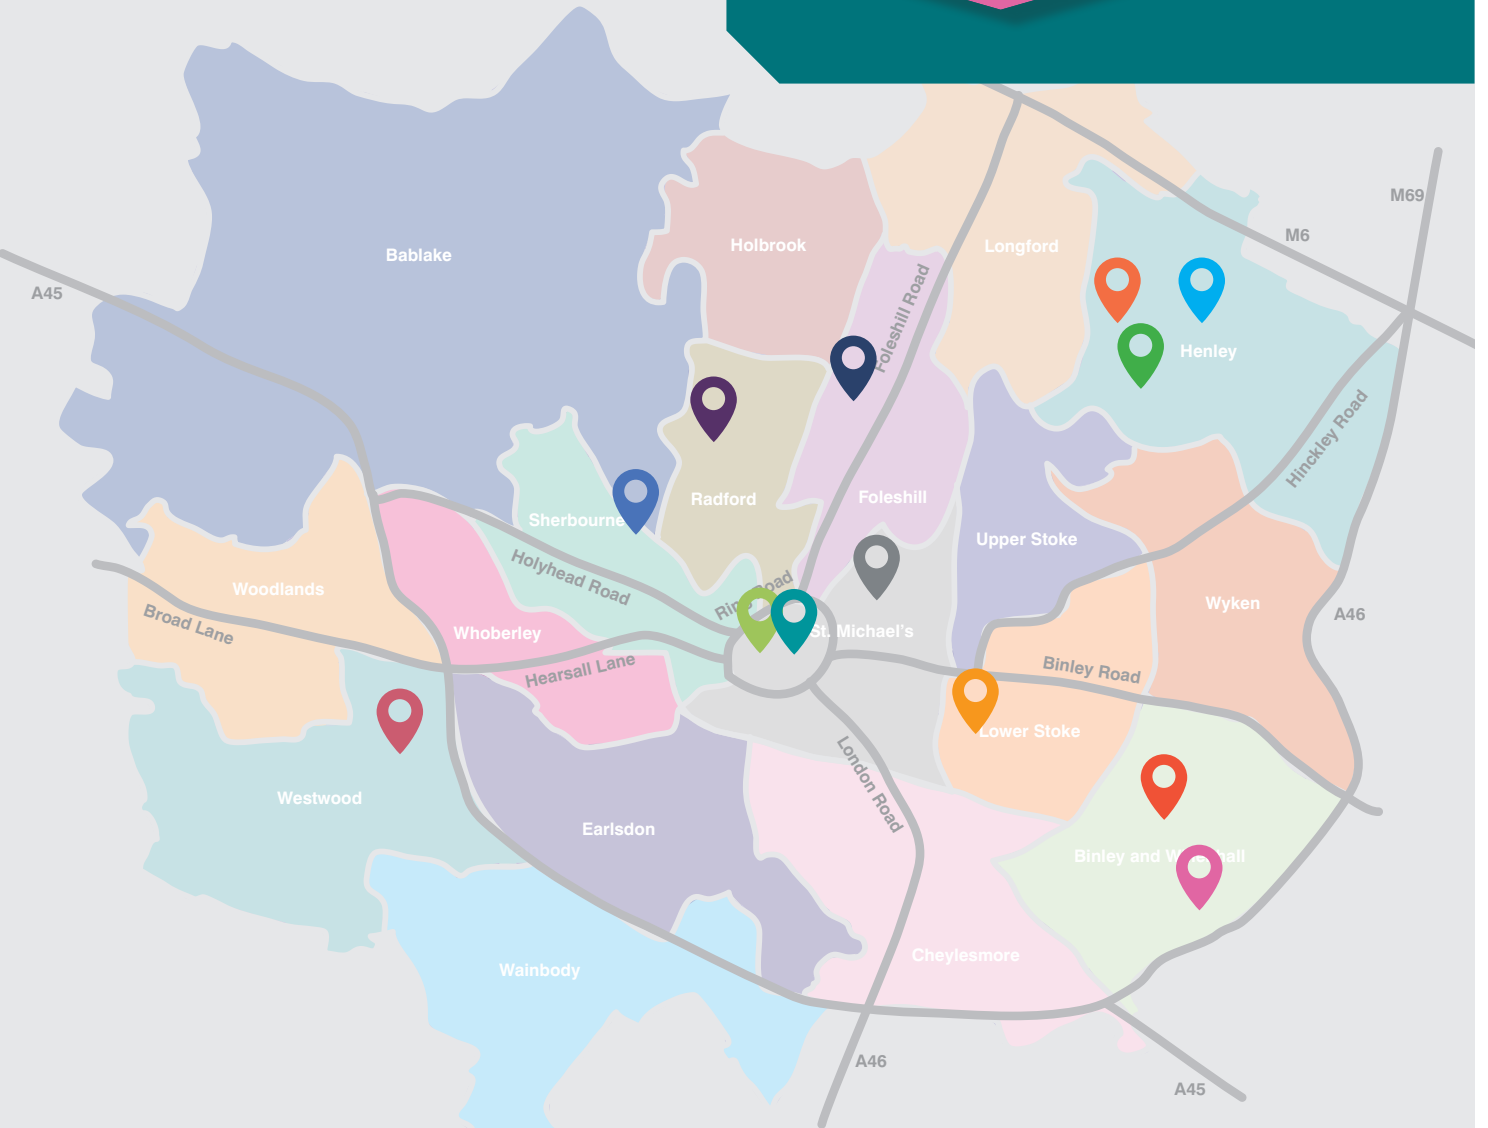 M69
M6
Holbrook
Longford
Bablake
A45
Foleshill Road
Henley
Hinckley Road
Radford
Foleshill
Sherbourne
Upper Stoke
Holyhead Road
Woodlands
Ring Road
Wyken
A46
Broad Lane
Whoberley
St. Michael's
Hearsall Lane
Binley Road
Lower Stoke
London Road
Westwood
Earlsdon
Binley and
Cheylesmore
Wainbody
A46
A45